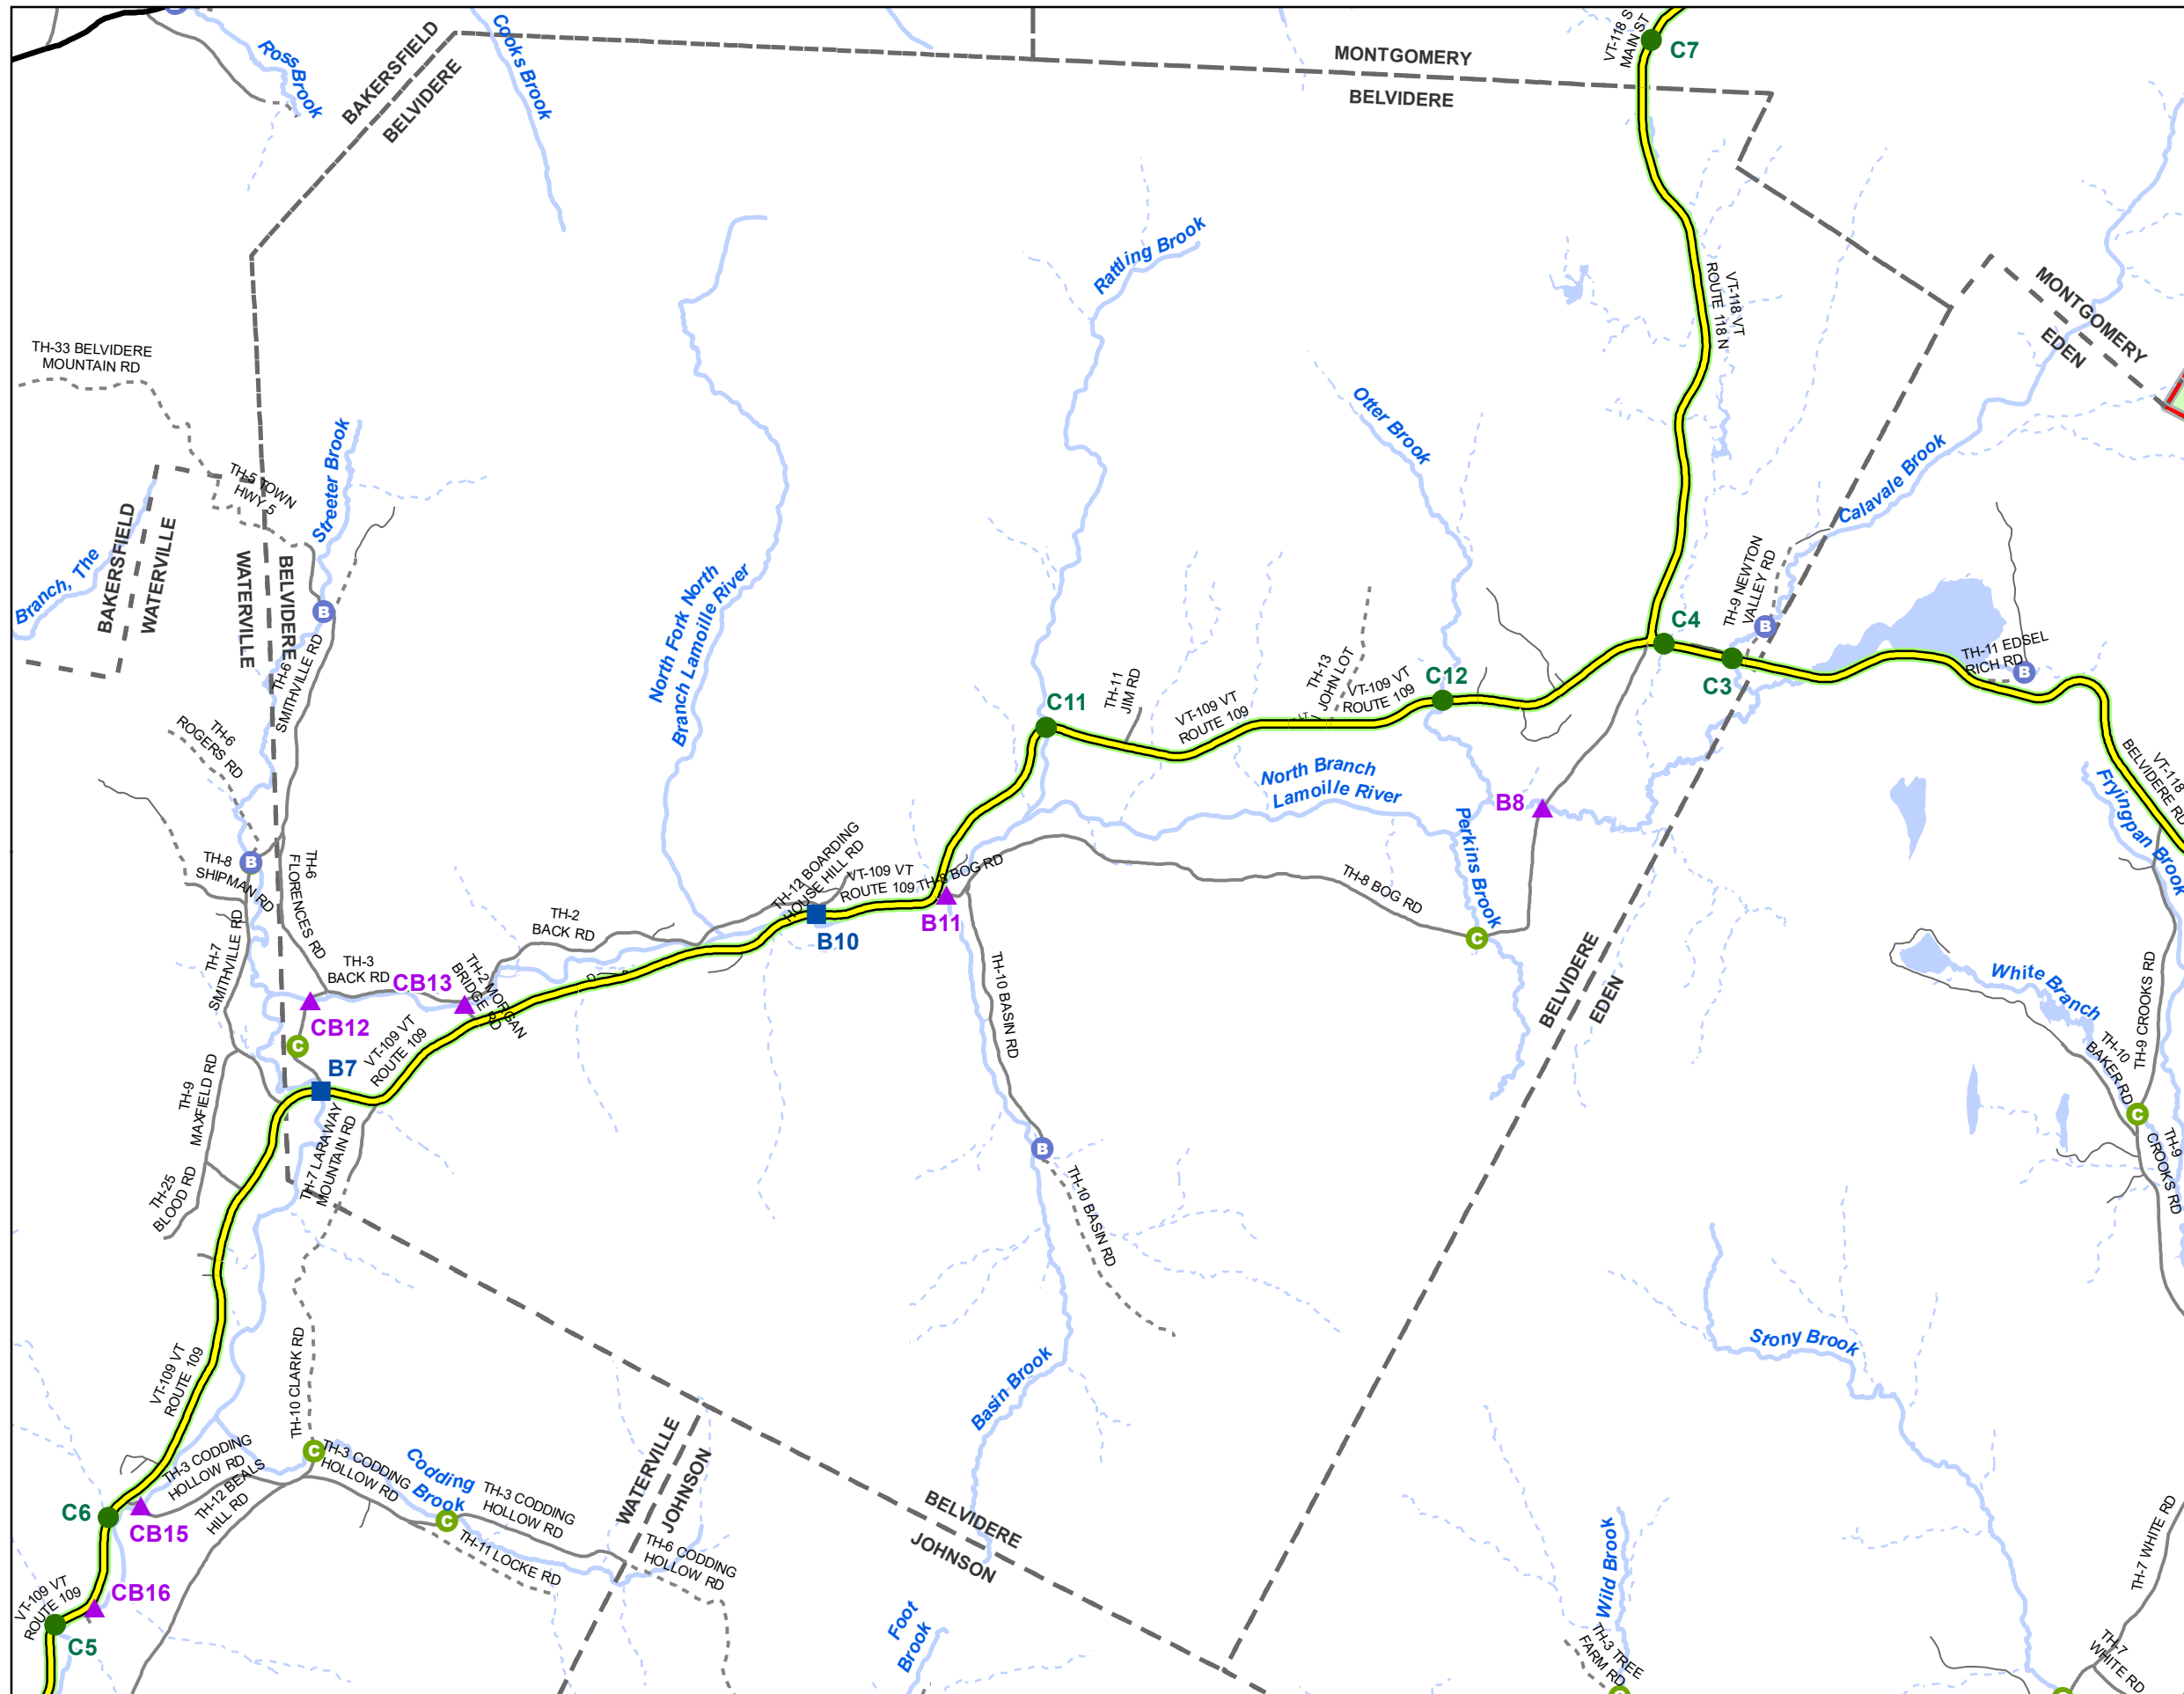 Ross
Brook
Cooks Brook
BAKERSFIELD
BELVIDERE
MONTGOMERY
BELVIDERE
VT-118 S
MAIN ST
C7
Rattling Brook
VT-118 VT
ROUTE 118 N
MONTGOMERY
EDEN
TH-33 BELVIDERE
MOUNTAIN RD
Otter Brook
Streeter Brook
TH-5 TOWN
HWY 5
Calavale Brook
Branch, The
BAKERSFIELD
WATERVILLE
WATERVILLE
BELVIDERE
B
North Fork North
Branch Lamoille River
TH-9 NEWTON
VALLEY RD
B
C4
C3
TH-11 EDSEL
RICH RD
B
TH-6
SMITHVILLE RD
TH-6
ROGERS RD
C11
TH-11
JIM RD
VT-109 VT
ROUTE 109
TH-13
JOHN LOT
VT-109 VT
ROUTE 109
C12
VT-118
BELVIDERE RD
Fryingpan Brook
North Branch
Lamoille River
B8
Perkins Brook
TH-8
SHIPMAN RD
B
TH-6
FLORENCES RD
TH-12 BOARDING
HOUSE HILL RD
VT-109 VT
ROUTE 109
TH-8 BOG RD
B11
B10
TH-8 BOG RD
C
TH-2
BACK RD
TH-3
BACK RD
CB13
TH-2 MORGAN
BRIDGE RD
TH-7
SMITHVILLE RD
CB12
C
B7
VT-109 VT
ROUTE 109
TH-10 BASIN RD
BELVIDERE
EDEN
White Branch
TH-10
BAKER RD
TH-9 CROOKS RD
C
TH-9
CROOKS RD
TH-9
MAXFIELD RD
TH-7 LARAWAY
MOUNTAIN RD
TH-25
BLOOD RD
B
TH-10 BASIN RD
Basin Brook
Stony Brook
VT-109 VT
ROUTE 109
TH-10 CLARK RD
C
TH-3 CODDING
HOLLOW RD
TH-12 BEALS
HILL RD
TH-3 CODDING
HOLLOW RD
Codding
Brook
C
TH-3 CODDING
HOLLOW RD
TH-11 LOCKE RD
WATERVILLE
JOHNSON
TH-6 CODDING
HOLLOW RD
BELVIDERE
JOHNSON
C6
CB15
CB16
VT-109 VT
ROUTE 109
C5
Foot
Brook
Wild Brook
TH-3 TREE
FARM RD
TH-7 WHITE RD
TH-7
WHITE RD